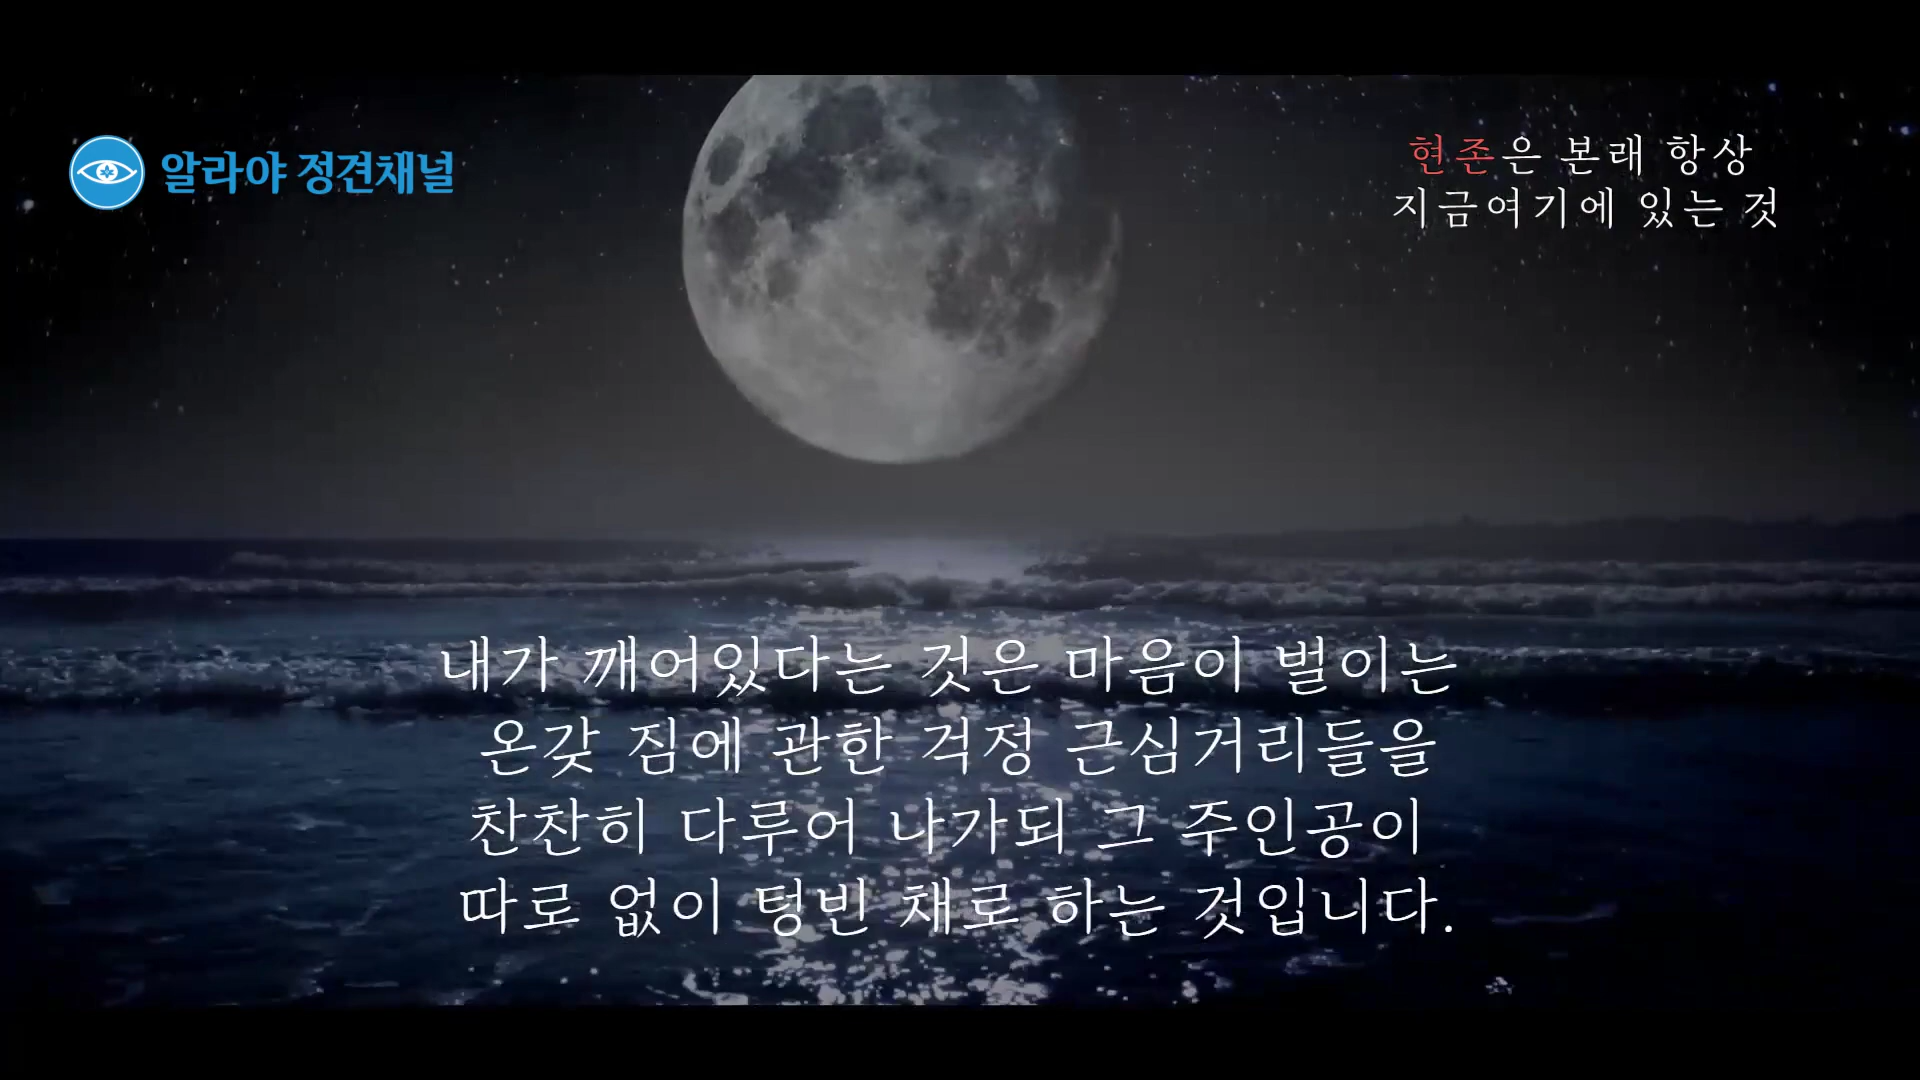 알라야 정견채널
현존은 본래 항상
지금여기에 있는 것
내가 깨어있다는 것은 마음이 벌이는
온갖 짐에 관한 걱정 근심거리들을
찬찬히 다루어 나가되 그 주인공이
따로 없이 텅빈 채로 하는 것입니다.